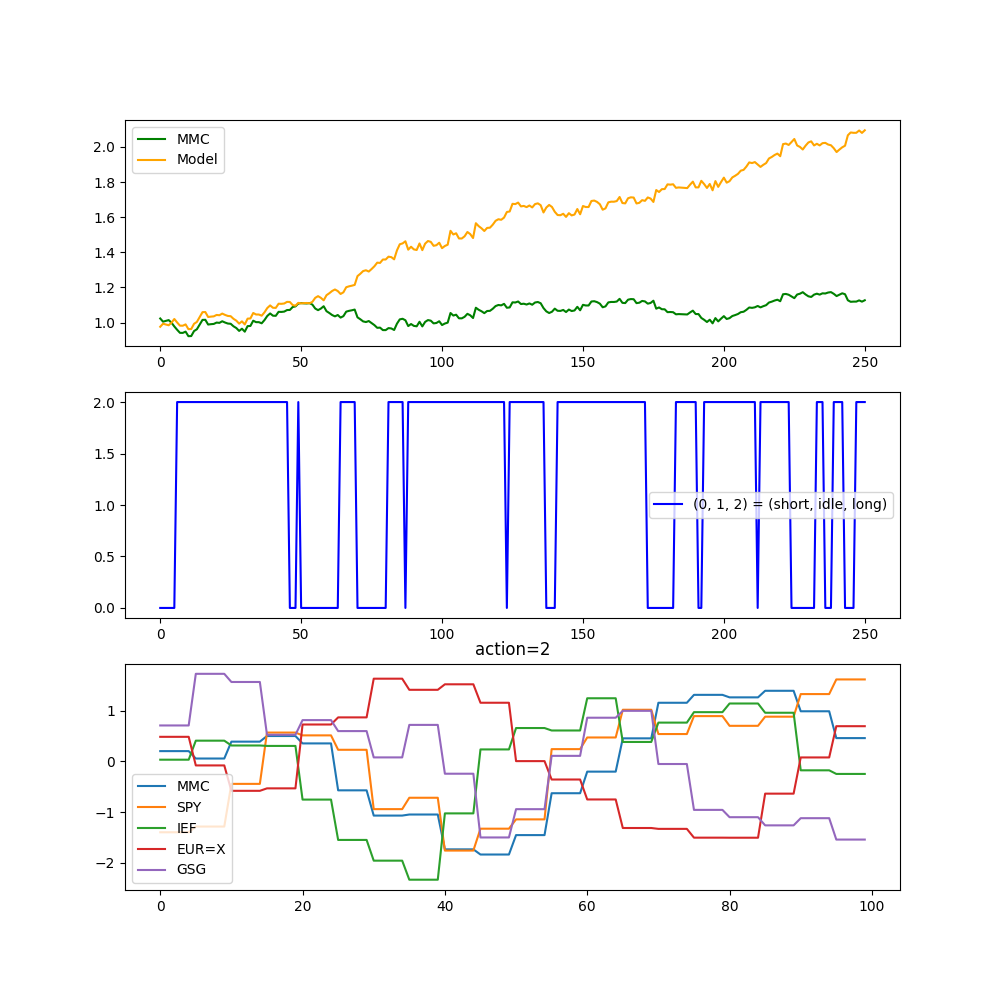 MMC
Model
2.0
1.8
1.6
1.4
1.2
1.0
0 50 100 150 200 250
2.0
1.5
1.0
0.5
0.0
(0, 1, 2) = (short, idle, long)
0 50 100 150 200 250
action=2
1
0
−1
−2
MMC
SPY
IEF
EUR=X
GSG
0 20 40 60 80 100